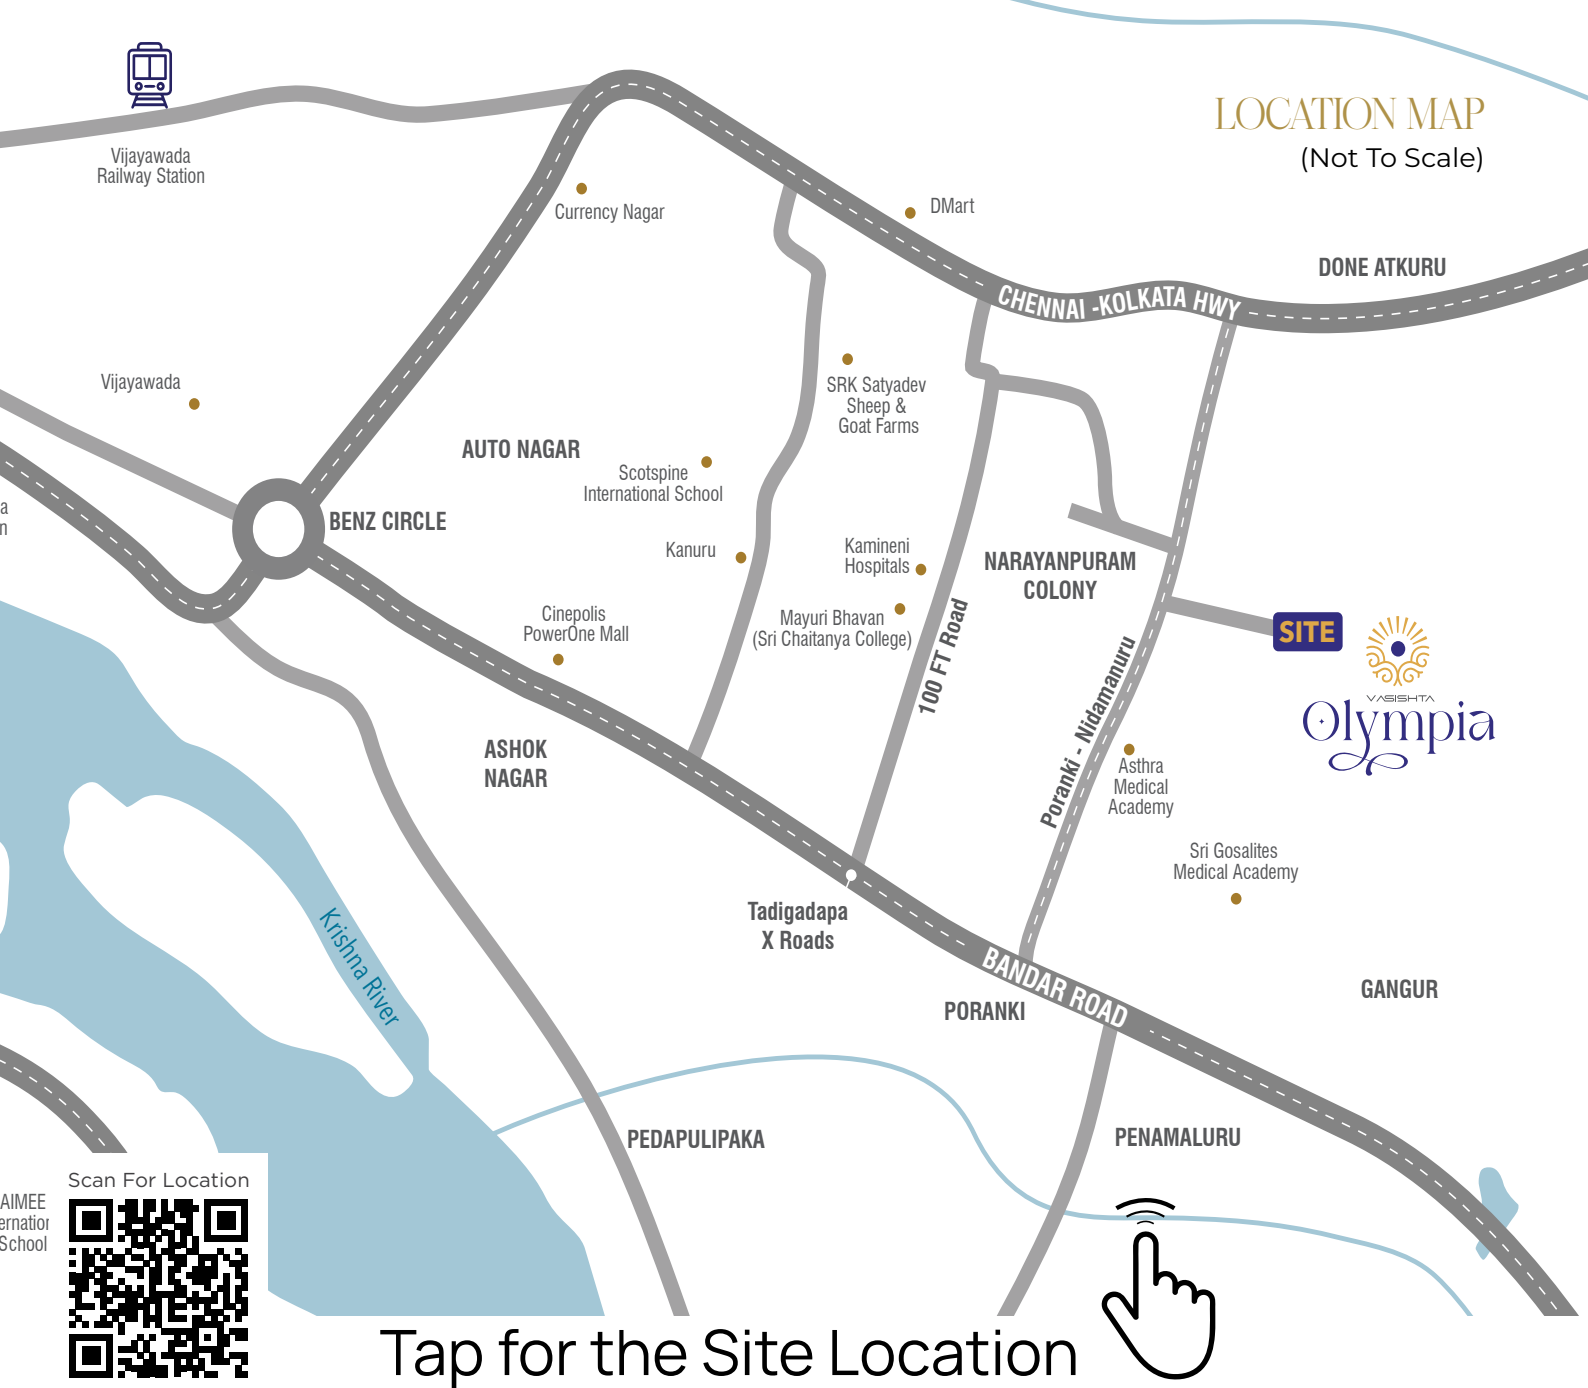 LOCATION MAP
(Not To Scale)
Vijayawada
Railway Station
Currency Nagar
DMart
DONE ATKURU
CHENNAI -KOLKATA HWY
Vijayawada
SRK Satyadev
Sheep &
Goat Farms
AUTO NAGAR
Scotspine
International School
BENZ CIRCLE
Kanuru
Kamineni
Hospitals
NARAYANPURAM
COLONY
Cinepolis
PowerOne Mall
Mayuri Bhavan
(Sri Chaitanya College)
100 FT Road
Poranki - Nidamanuru
SITE
VASISHTA
Olympia
ASHOK
NAGAR
Asthra
Medical
Academy
Sri Gosalites
Medical Academy
Tadigadapa
X Roads
Krishna River
BANDAR ROAD
PORANKI
GANGUR
PEDAPULIPAKA
PENAMALURU
Scan For Location
AIMEE
School
Tap for the Site Location